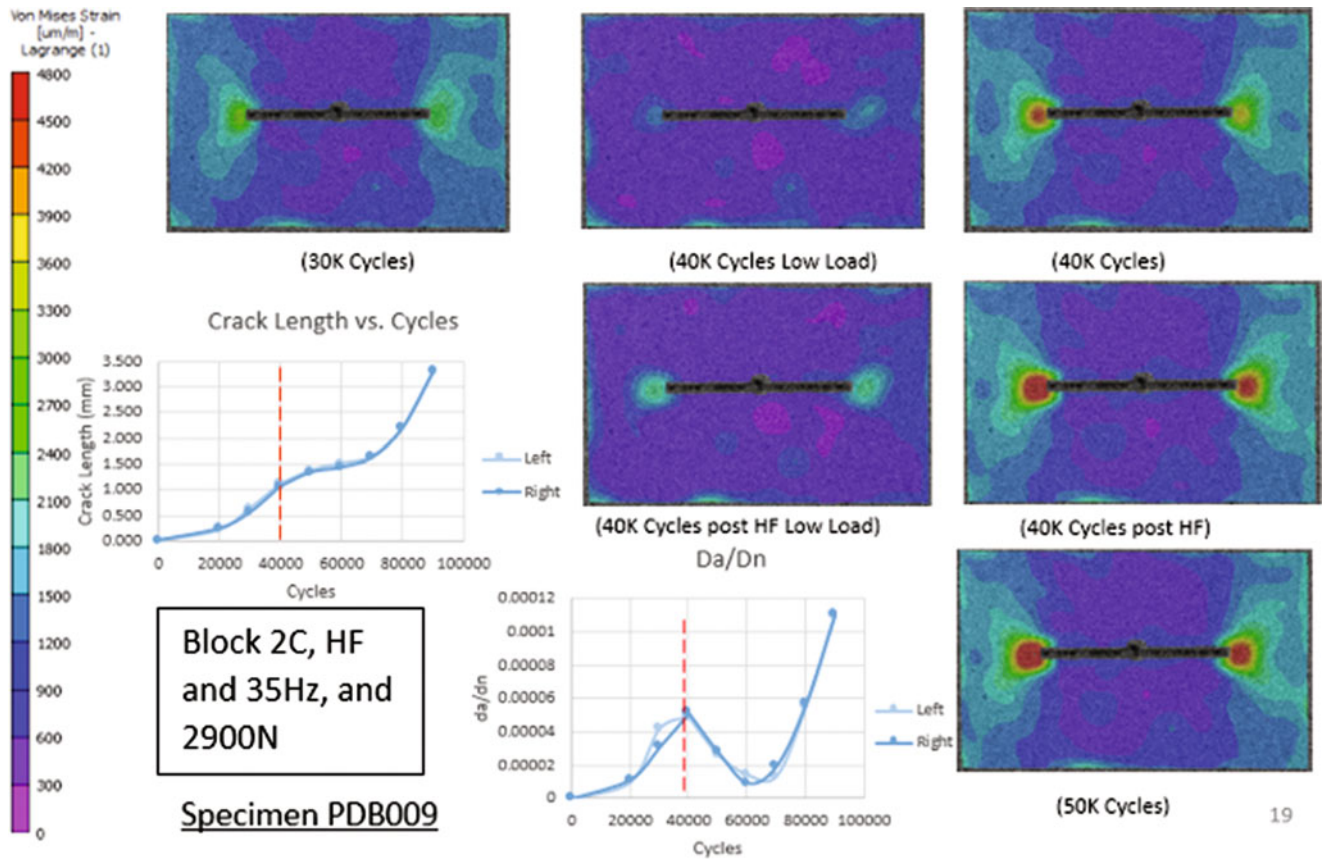 Von Mises Strain
[um/m] -
Lagrange (1)
4800
4500
4200
3900
3600
3300
3000
2700
2400
2100
1800
1500
1200
900
600
300
0
(30K Cycles)
(40K Cycles Low Load)
(40K Cycles)
Crack Length vs. Cycles
Crack Length (mm)
3.500
3.000
2.500
2.000
1.500
1.000
0.500
0.000
0
20000
40000
60000
80000
100000
Cycles
Left
Right
(40K Cycles post HF Low Load)
(40K Cycles post HF)
Block 2C, HF
and 35Hz, and
2900N
Specimen PDB009
Da/Dn
da/dn
0.00012
0.0001
0.00008
0.00006
0.00004
0.00002
0
0
20000
40000
60000
80000
100000
Cycles
Left
Right
(50K Cycles)
19